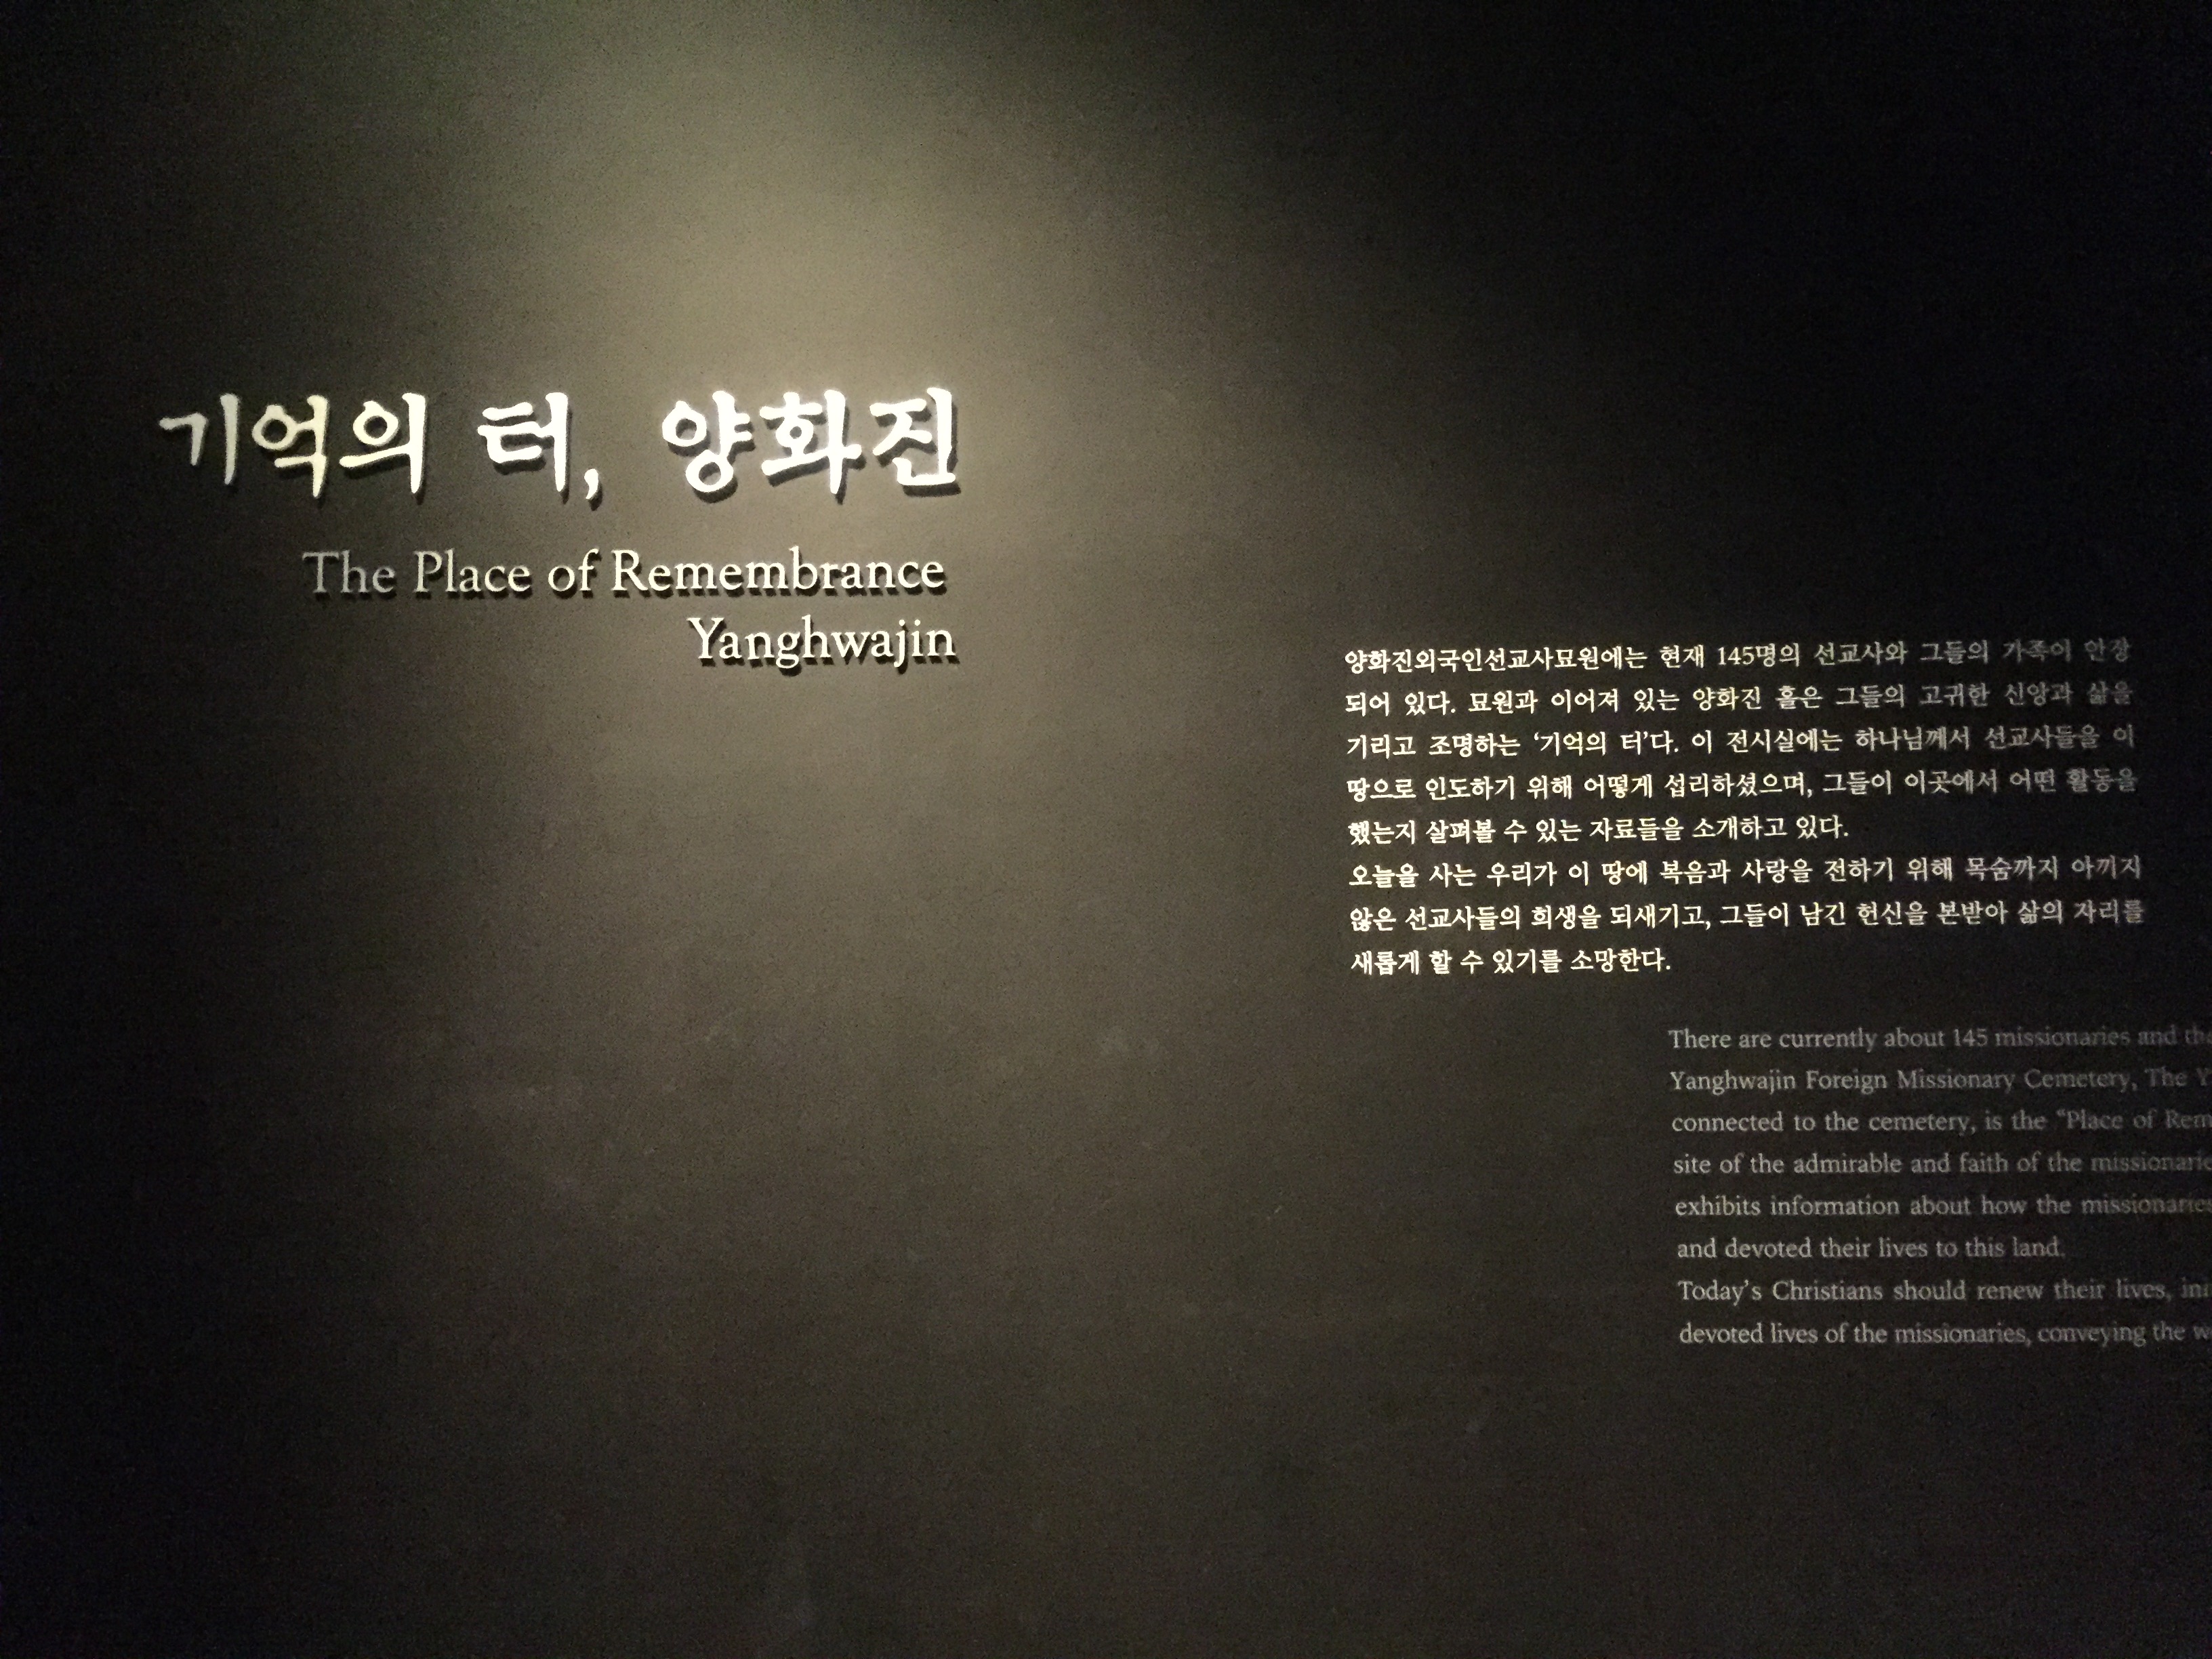 기억의 터, 양화진
The Place of Remembrance
Yanghwajin
양화진외국인선교사묘원에는 현재 145명의 선교사와 그들의 가족이 안장
되어 있다. 묘원과 이어져 있는 양화진 홀은 그들의 고귀한 신앙과 삶을
기리고 조명하는 ‘기억의 터’다. 이 전시실에는 하나님께서 선교사들을 이
땅으로 인도하기 위해 어떻게 섭리하셨으며, 그들이 이곳에서 어떤 활동을
했는지 살펴볼 수 있는 자료들을 소개하고 있다.
오늘을 사는 우리가 이 땅에 복음과 사랑을 전하기 위해 목숨까지 아끼지
않은 선교사들의 희생을 되새기고, 그들이 남긴 헌신을 본받아 삶의 자리를
새롭게 할 수 있기를 소망한다.
There are currently about 145 missionaries and
Yanghwajin Foreign Missionary Cemetery, The
connected to the cemetery, is the “Place of
site of the admirable and faith of the
exhibits information about how the missionaries
and devoted their lives to this land.
Today’s Christians should renew their lives,
devoted lives of the missionaries, conveying the